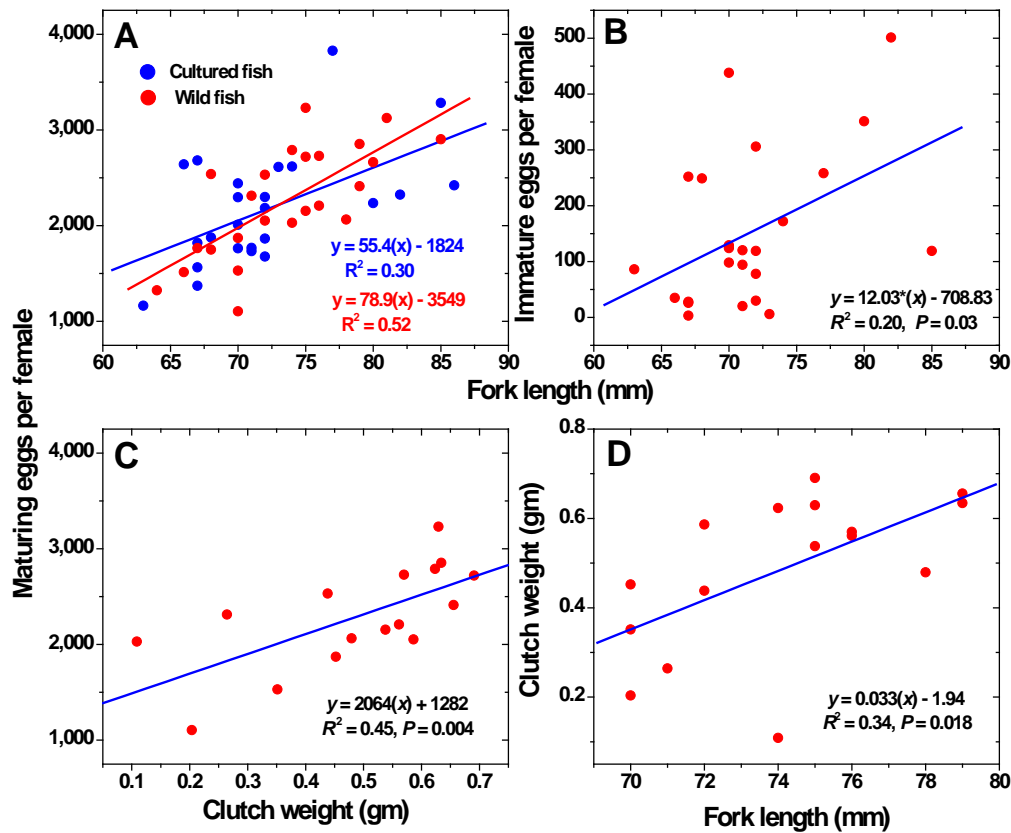 A
Cultured fish
Wild fish
4,000
3,000
2,000
1,000
y = 55.4(x) - 1824
R² = 0.30
y = 78.9(x) - 3549
R² = 0.52
60 65 70 75 80 85 90
B
Immature eggs per female
500
400
300
200
100
0
y = 12.03*(x) - 708.83
R² = 0.20, P = 0.03
60 65 70 75 80 85 90
Fork length (mm)
Maturing eggs per female
C
4,000
3,000
2,000
1,000
y = 2064(x) + 1282
R² = 0.45, P = 0.004
0.1 0.2 0.3 0.4 0.5 0.6 0.7
Clutch weight (gm)
D
Clutch weight (gm)
0.8
0.6
0.4
0.2
y = 0.033(x) - 1.94
R² = 0.34, P = 0.018
70 72 74 76 78 80
Fork length (mm)